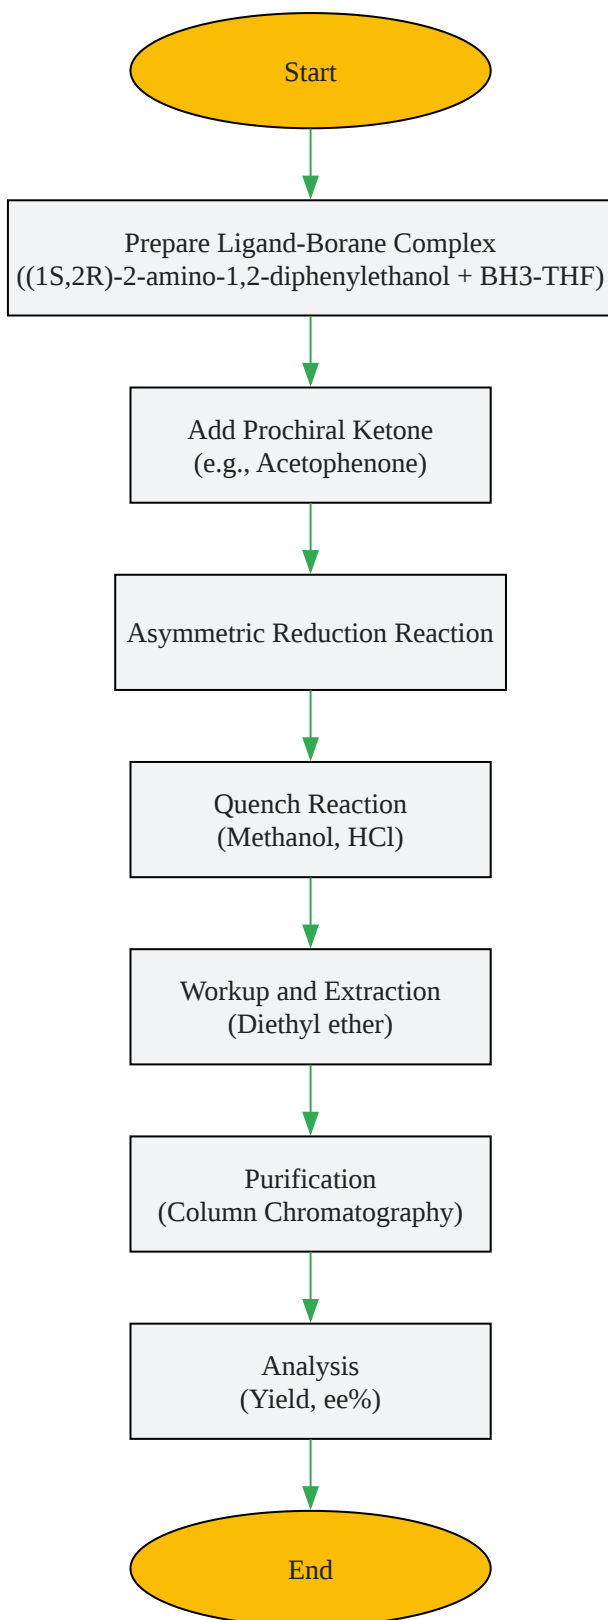 Start
Prepare Ligand-Borane Complex
((1S,2R)-2-amino-1,2-diphenylethanol + BH3-THF)
Add Prochiral Ketone
(e.g., Acetophenone)
Asymmetric Reduction Reaction
Quench Reaction
(Methanol, HCl)
Workup and Extraction
(Diethyl ether)
Purification
(Column Chromatography)
Analysis
(Yield, ee%)
End